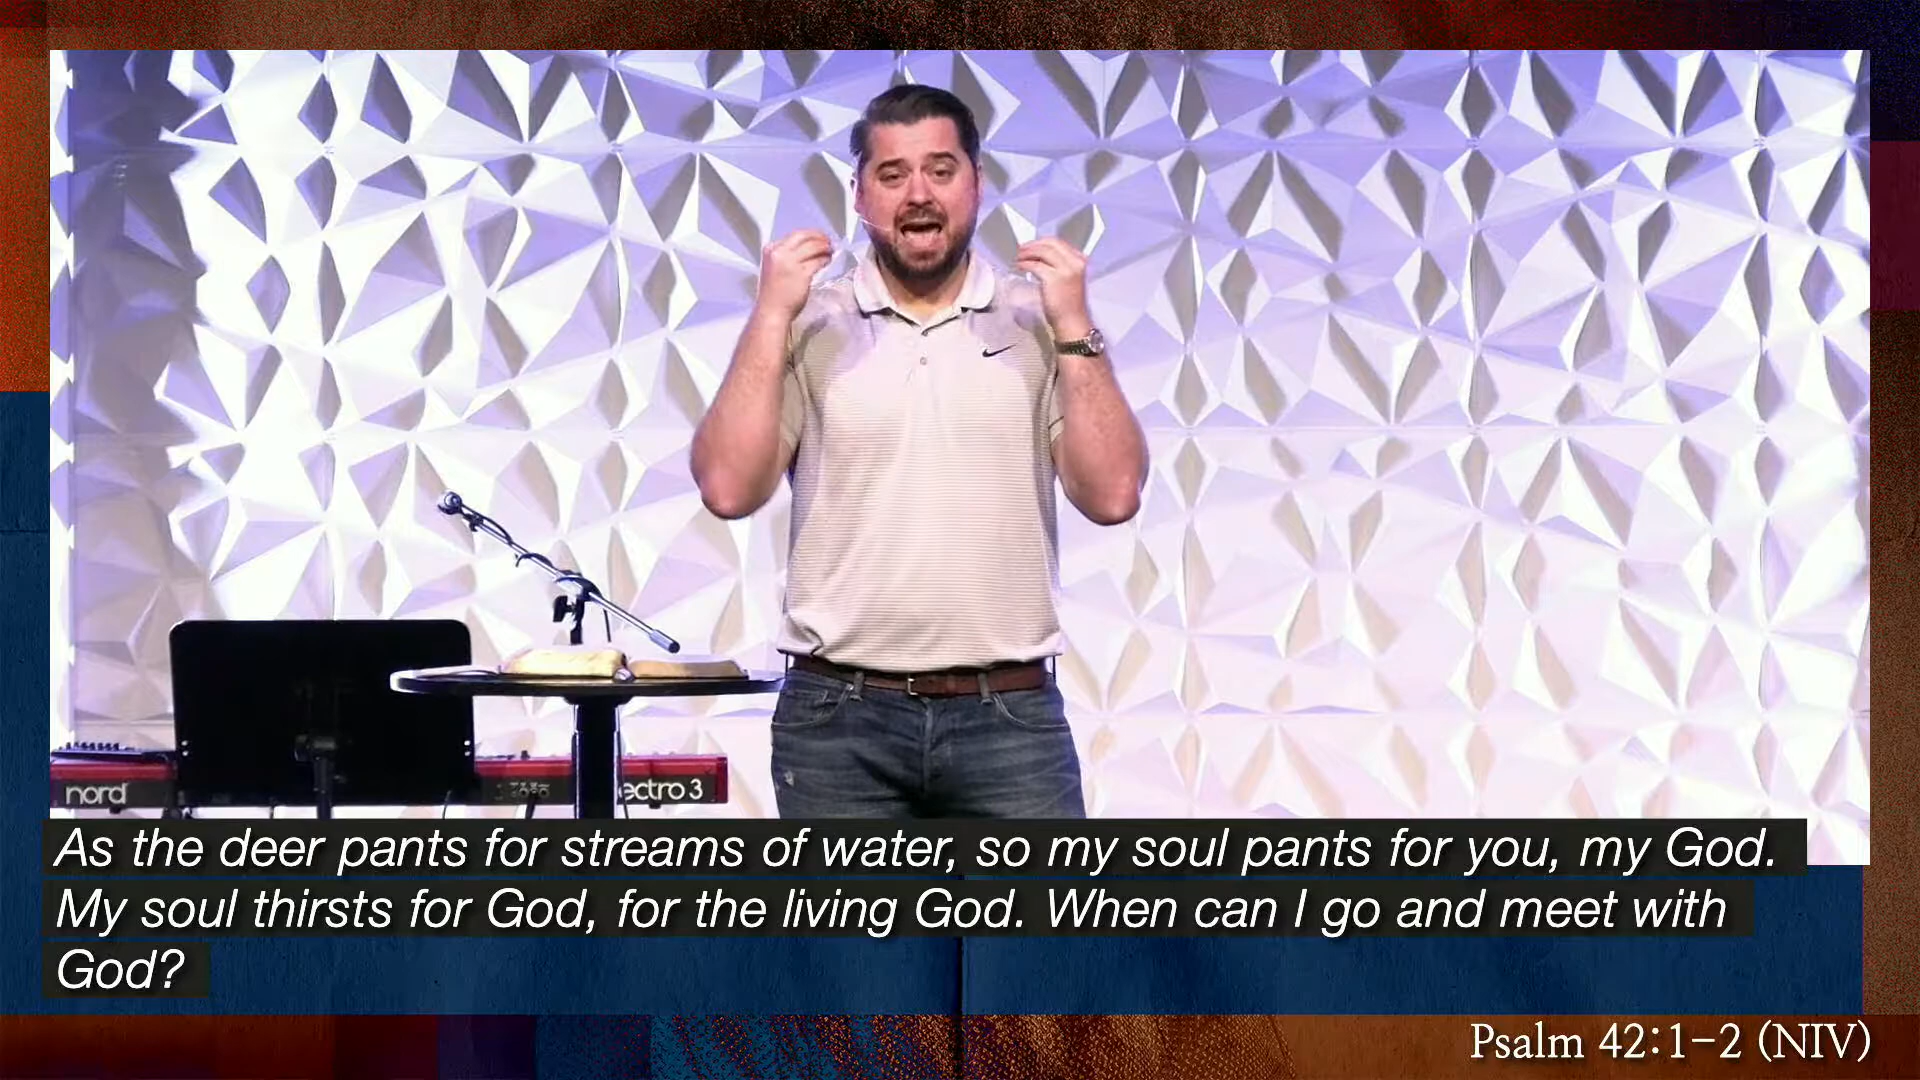 nord
ectro 3
As the deer pants for streams of water, so my soul pants for you, my God.
My soul thirsts for God, for the living God. When can I go and meet with
God?
Psalm 42:1-2 (NIV)